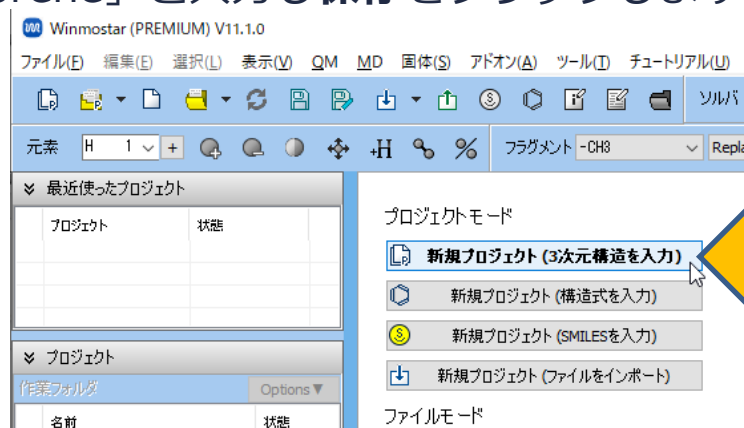 Winmostar (PREMIUM) V11.1.0
ファイル(F) 編集(E) 選択(L) 表示(V) QM MD 固体(S) アドオン(A) ツール(T) チュートリアル(U)
ソルバ
元素 H 1 + +H フラグメント -CH3 Repla
最近使ったプロジェクト
プロジェクト 状態
プロジェクトモード
新規プロジェクト (3次元構造を入力)
新規プロジェクト (構造式を入力)
新規プロジェクト (SMILESを入力)
新規プロジェクト (ファイルをインポート)
プロジェクト
作業フォルダ Options▼
名前 状態
ファイルモード